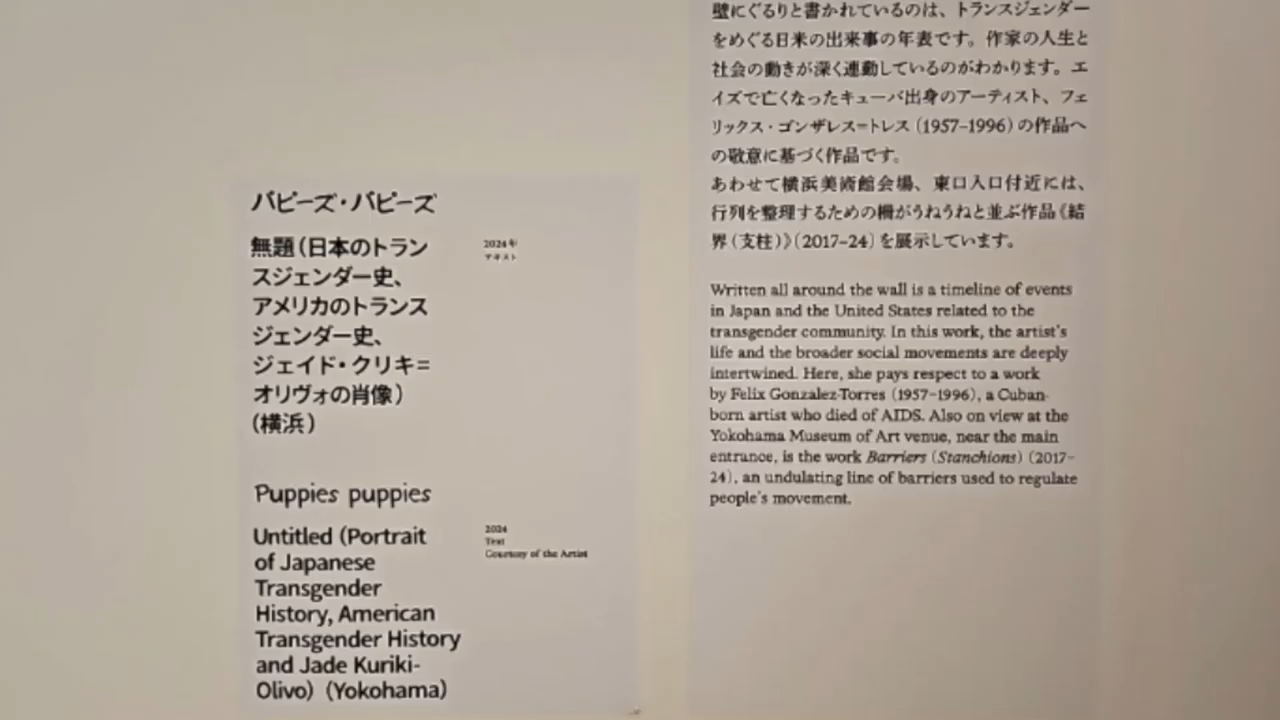 パピーズ・パピーズ
無題（日本のトラン
スジェンダー史、
アメリカのトランス
ジェンダー史、
ジェイド・クリキ＝
オリヴォの肖像）
（横浜）
2024年
テキスト
Puppies puppies
Untitled (Portrait
of Japanese
Transgender
History, American
Transgender History
and Jade Kuriki-
Olivo) (Yokohama)
2024
Text
Courtesy of the Artist
壁にぐるりと書かれているのは、トランスジェンダー
をめぐる日米の出来事の年表です。作家の人生と
社会の動きが深く連動しているのがわかります。エ
イズで亡くなったキューバ出身のアーティスト、フェ
リックス・ゴンザレス=トレス（1957–1996）の作品へ
の敬意に基づく作品です。
あわせて横浜美術館会場、東口入口付近には、
行列を整理するための柵がうねうねと並ぶ作品《結
界（支柱）》（2017–24）を展示しています。
Written all around the wall is a timeline of events
in Japan and the United States related to the
transgender community. In this work, the artist's
life and the broader social movements are deeply
intertwined. Here, she pays respect to a work
by Felix Gonzalez-Torres (1957–1996), a Cuban-
born artist who died of AIDS. Also on view at the
Yokohama Museum of Art venue, near the main
entrance, is the work Barriers (Stanchions) (2017–
24), an undulating line of barriers used to regulate
people's movement.